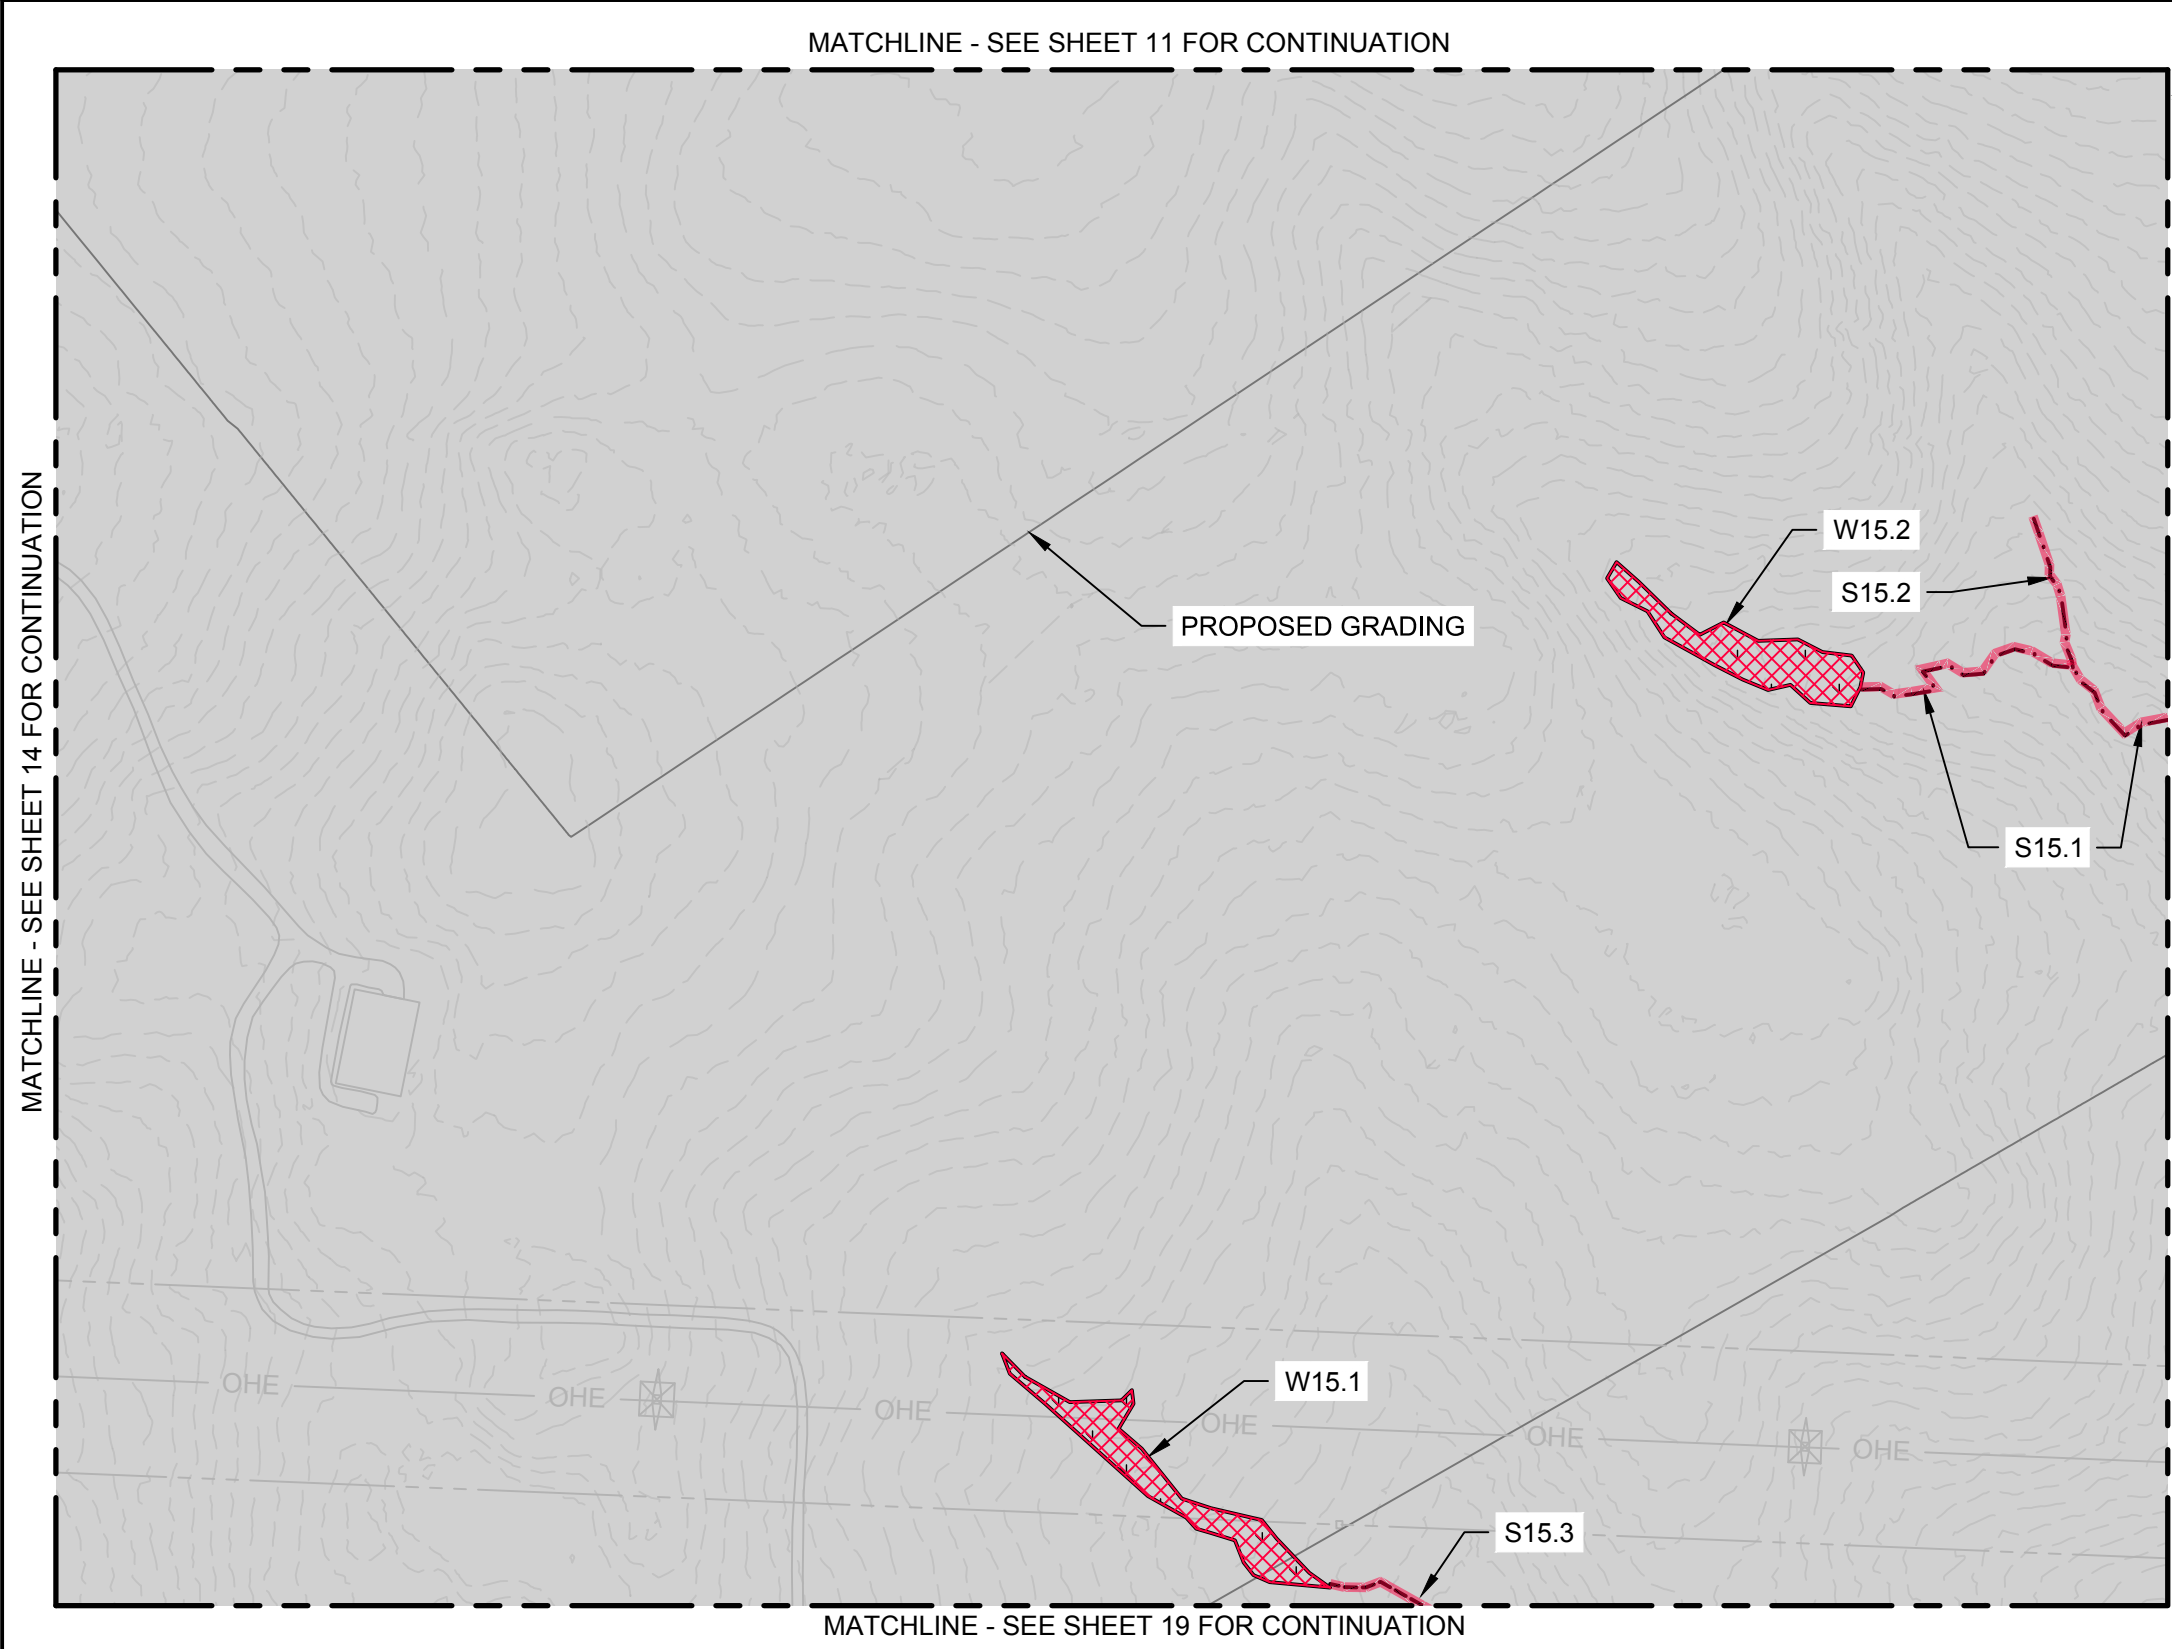 MATCHLINE - SEE SHEET 11 FOR CONTINUATION
MATCHLINE - SEE SHEET 14 FOR CONTINUATION
W15.2
S15.2
PROPOSED GRADING
S15.1
W15.1
OHE
OHE
OHE
OHE
OHE
OHE
S15.3
MATCHLINE - SEE SHEET 19 FOR CONTINUATION